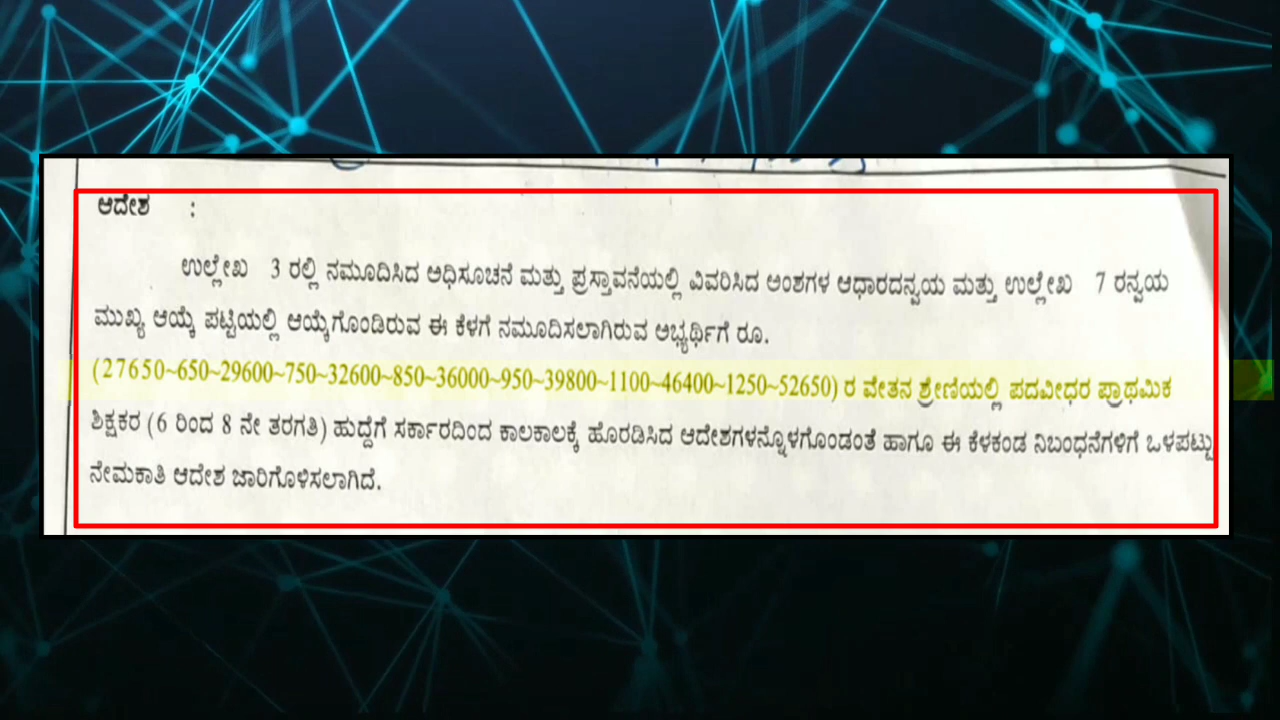 ಆದೇಶ :
ಉಲ್ಲೇಖ 3 ರಲ್ಲಿ ನಮೂದಿಸಿದ ಅಧಿಸೂಚನೆ ಮತ್ತು ಪ್ರಸ್ತಾವನೆಯಲ್ಲಿ ವಿವರಿಸಿದ ಅಂಶಗಳ ಆಧಾರದನ್ವಯ ಮತ್ತು ಉಲ್ಲೇಖ 7 ರನ್ವಯ
ಮುಖ್ಯ ಆಯ್ಕೆ ಪಟ್ಟಿಯಲ್ಲಿ ಆಯ್ಕೆಗೊಂಡಿರುವ ಈ ಕೆಳಗೆ ನಮೂದಿಸಲಾಗಿರುವ ಅಭ್ಯರ್ಥಿಗೆ ರೂ.
(27650~650~29600~750~32600~850~36000~950~39800~1100~46400~1250~52650) ರ ವೇತನ ಶ್ರೇಣಿಯಲ್ಲಿ ಪದವೀಧರ ಪ್ರಾಥಮಿಕ
ಶಿಕ್ಷಕರ (6 ರಿಂದ 8 ನೇ ತರಗತಿ) ಹುದ್ದೆಗೆ ಸರ್ಕಾರದಿಂದ ಕಾಲಕಾಲಕ್ಕೆ ಹೊರಡಿಸಿದ ಆದೇಶಗಳನ್ನೊಳಗೊಂಡಂತೆ ಹಾಗೂ ಈ ಕೆಳಕಂಡ ನಿಬಂಧನೆಗಳಿಗೆ ಒಳಪಟ್ಟು
ನೇಮಕಾತಿ ಆದೇಶ ಜಾರಿಗೊಳಿಸಲಾಗಿದೆ.